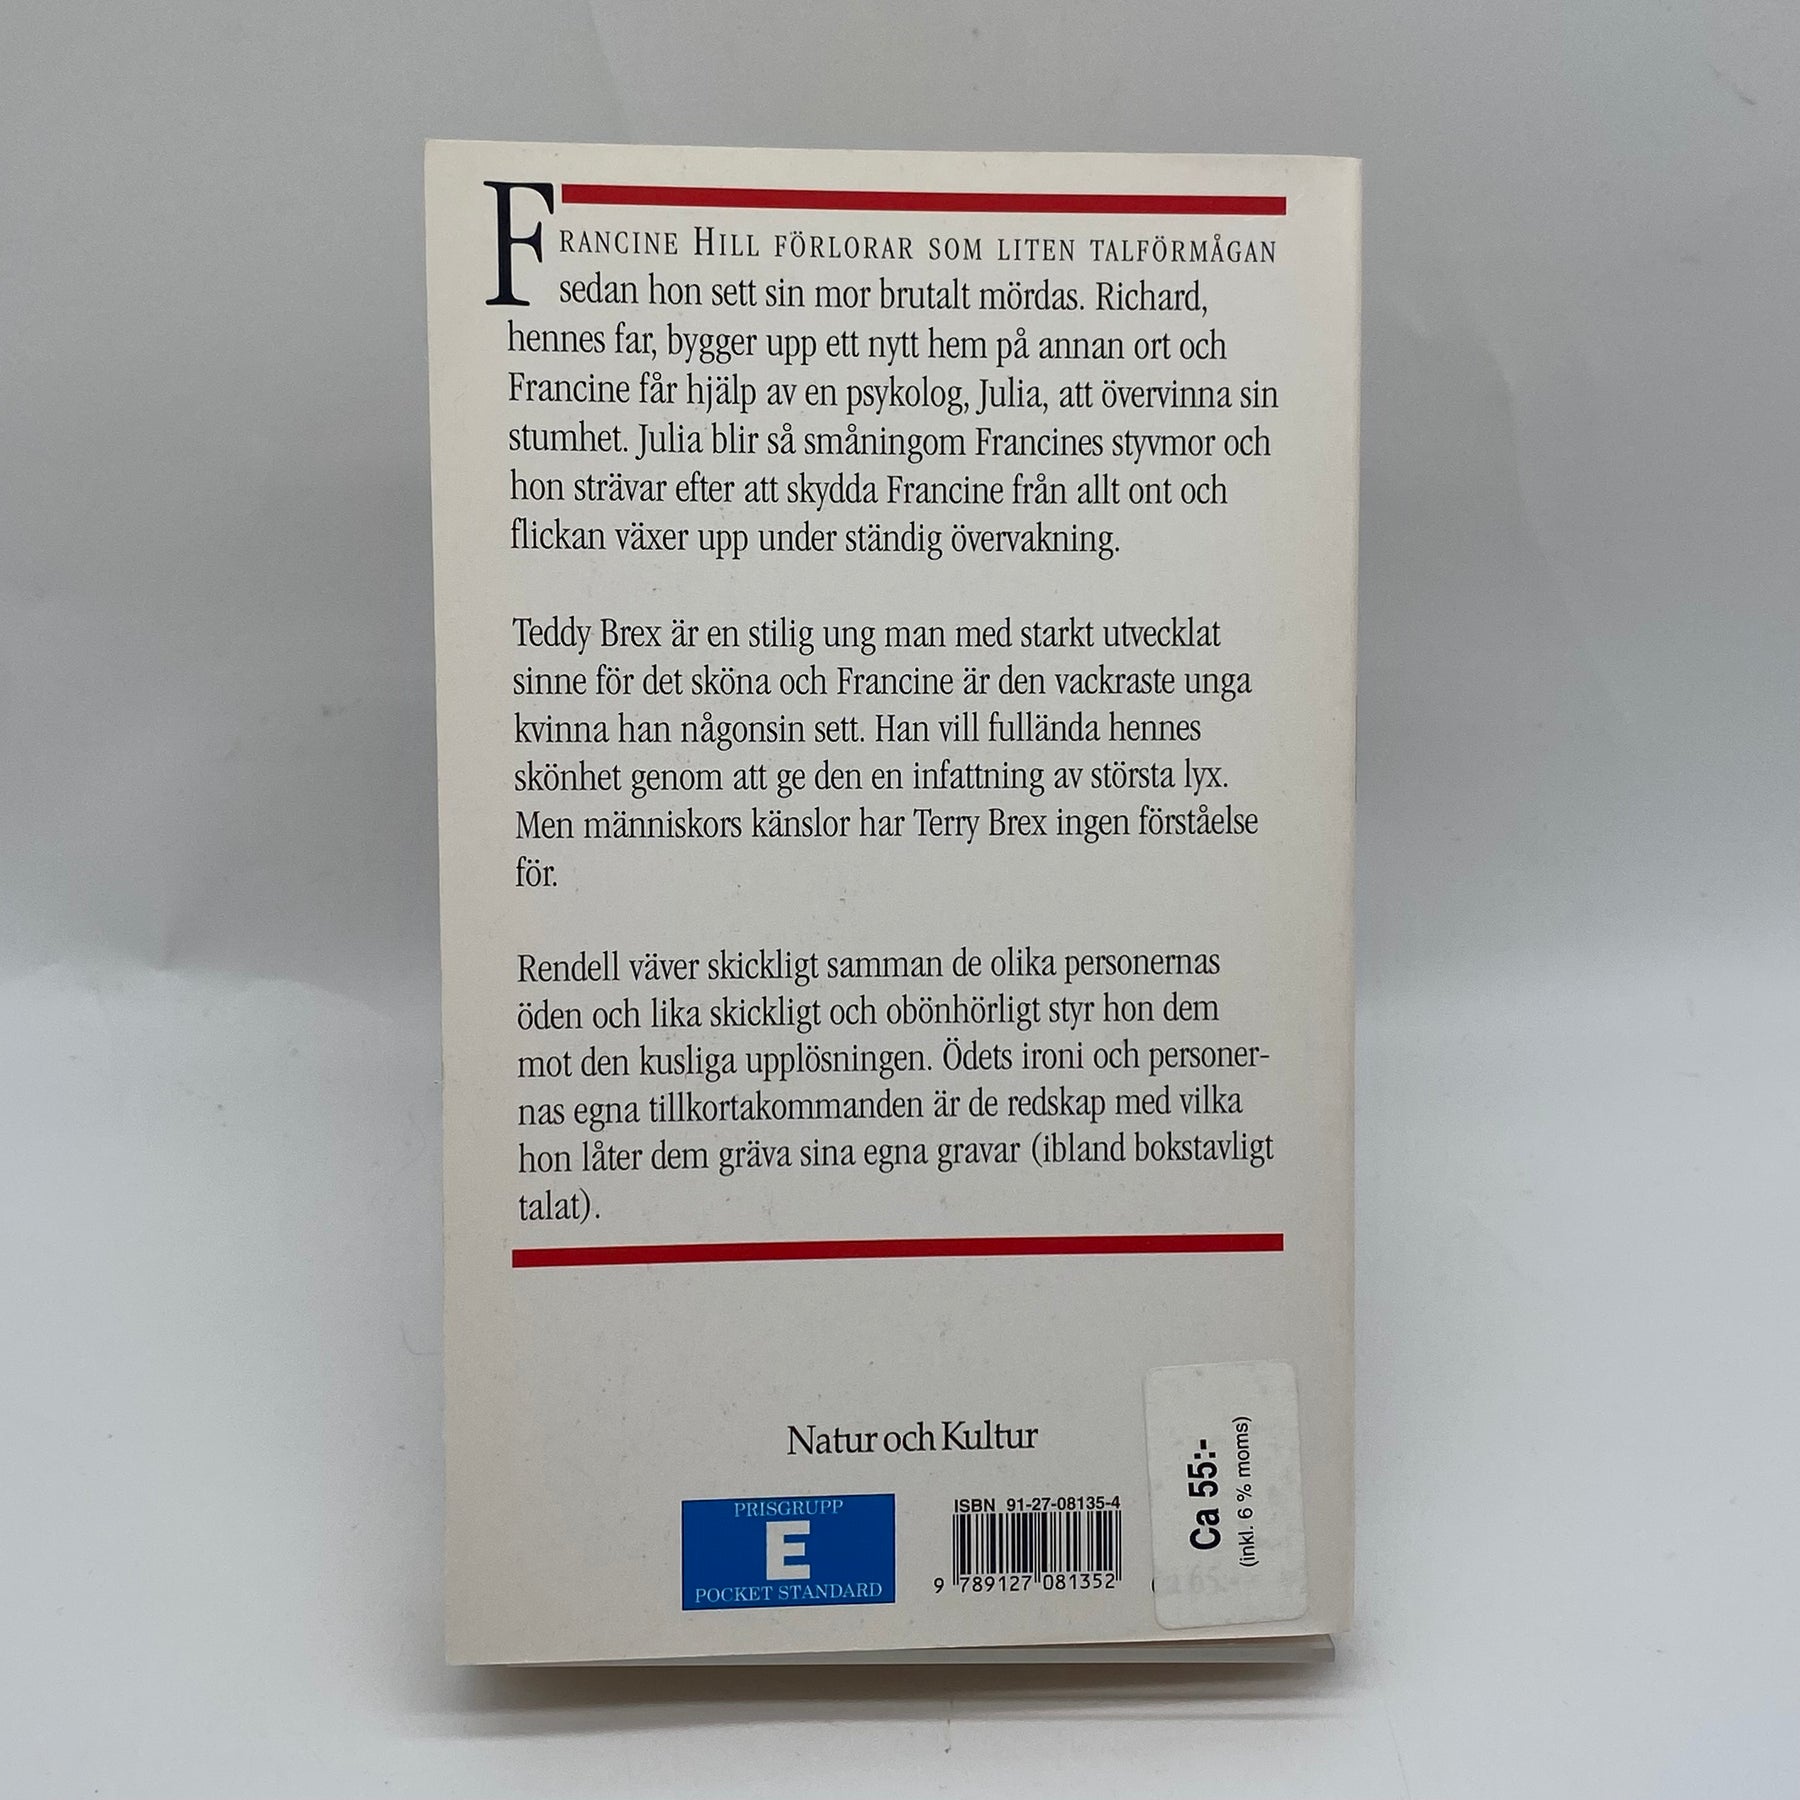 FRANCINE HILL FÖRLORAR SOM LITEN TALFÖRMÅGAN
sedan hon sett sin mor brutalt mördas. Richard,
hennes far, bygger upp ett nytt hem på annan ort och
Francine får hjälp av en psykolog, Julia, att övervinna sin
stumhet. Julia blir så småningom Francines styvmor och
hon strävar efter att skydda Francine från allt ont och
flickan växer upp under ständig övervakning.
Teddy Brex är en stilig ung man med starkt utvecklat
sinne för det sköna och Francine är den vackraste unga
kvinna han någonsin sett. Han vill fullända hennes
skönhet genom att ge den en infattning av största lyx.
Men människors känslor har Terry Brex ingen förståelse
för.
Rendell väver skickligt samman de olika personernas
öden och lika skickligt och obönhörligt styr hon dem
mot den kusliga upplösningen. Ödets ironi och personer-
nas egna tillkortakommanden är de redskap med vilka
hon låter dem gräva sina egna gravar (ibland bokstavligt
talat).
Natur och Kultur
PRISGRUPP
E
POCKET STANDARD
ISBN 91-27-08135-4
9 789127 081352
Ca 55:-
(inkl. 6 % moms)